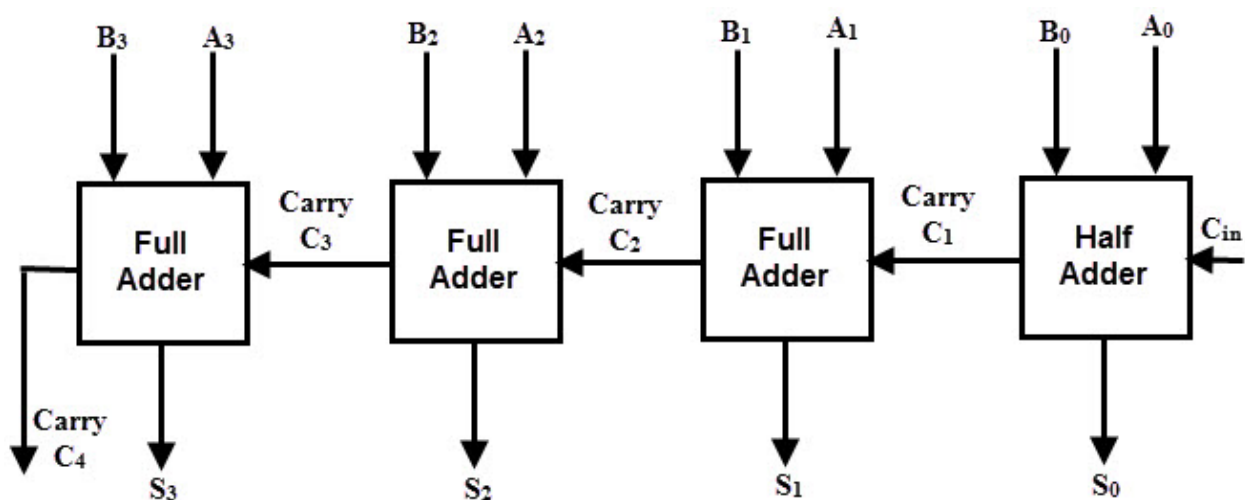 B₃ A₃ B₂ A₂ B₁ A₁ B₀ A₀
Carry C₃
Carry C₂
Carry C₁
Cin
Full Adder
Full Adder
Full Adder
Half Adder
Carry C₄
S₃ S₂ S₁ S₀